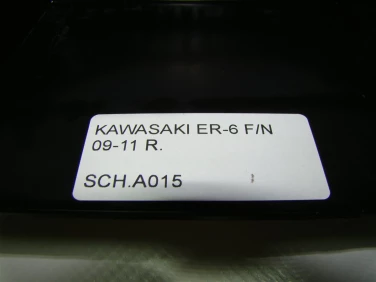 KAWASAKI ER-6 F/N
09-11 R.
SCH.A015